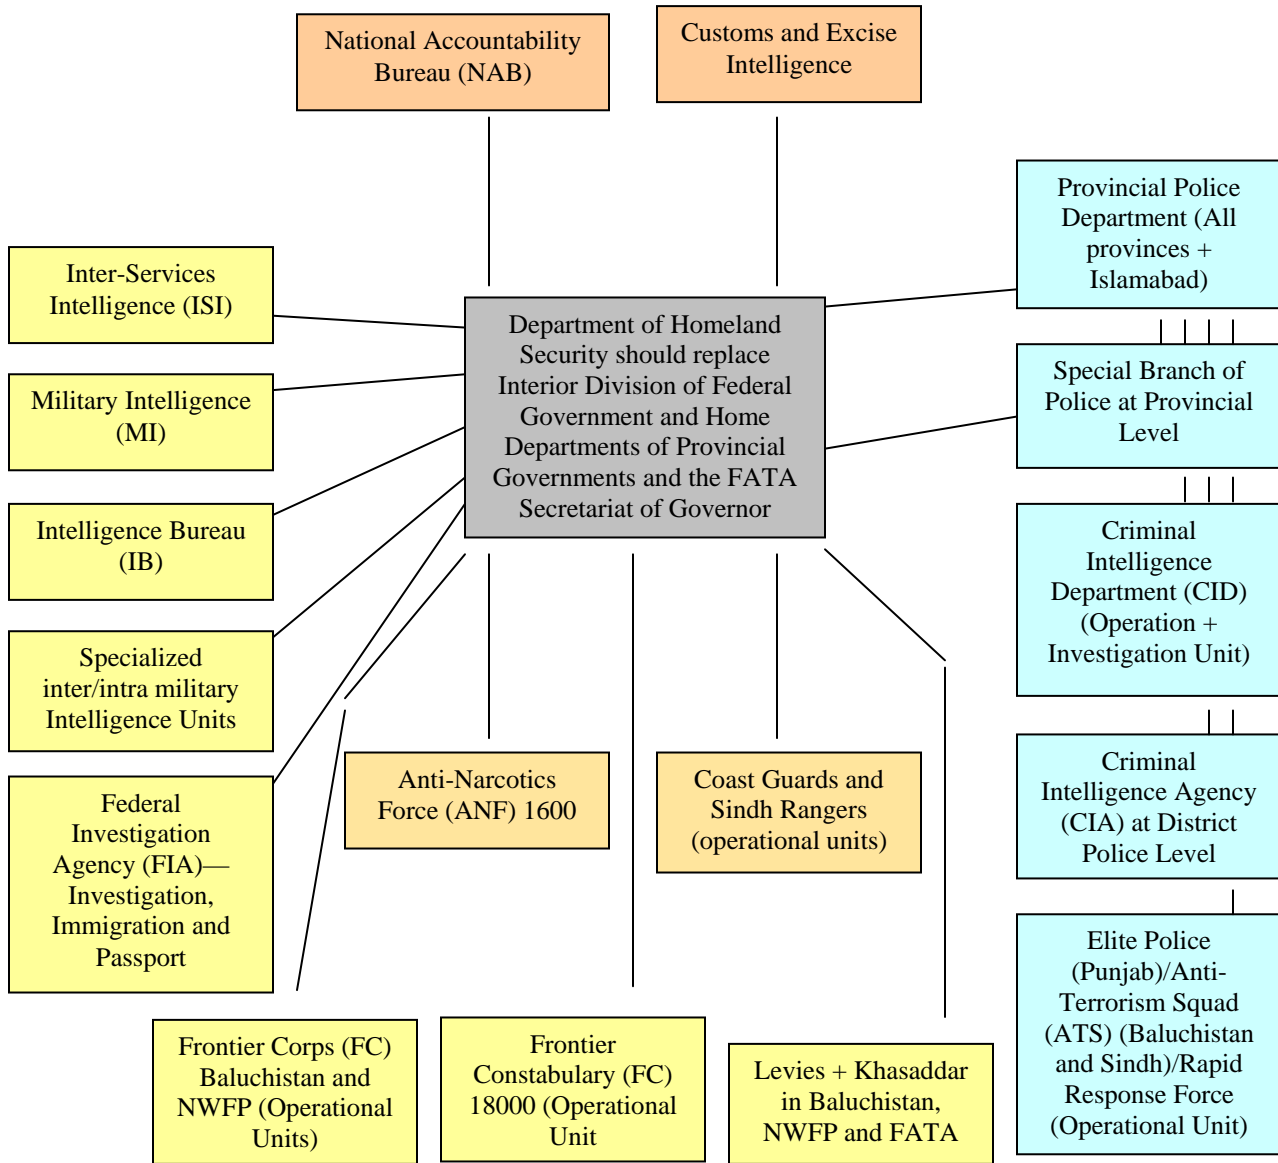 National Accountability
Bureau (NAB)
Customs and Excise
Intelligence
Provincial Police
Department (All
provinces +
Islamabad)
Inter-Services
Intelligence (ISI)
Department of Homeland
Security should replace
Interior Division of Federal
Government and Home
Departments of Provincial
Governments and the FATA
Secretariat of Governor
Special Branch of
Police at Provincial
Level
Military Intelligence
(MI)
Intelligence Bureau
(IB)
Criminal
Intelligence
Department (CID)
(Operation +
Investigation Unit)
Specialized
inter/intra military
Intelligence Units
Anti-Narcotics
Force (ANF) 1600
Coast Guards and
Sindh Rangers
(operational units)
Criminal
Intelligence Agency
(CIA) at District
Police Level
Federal
Investigation
Agency (FIA)—
Investigation,
Immigration and
Passport
Elite Police
(Punjab)/Anti-
Terrorism Squad
(ATS) (Baluchistan
and Sindh)/Rapid
Response Force
(Operational Unit)
Frontier Corps (FC)
Baluchistan and
NWFP (Operational
Units)
Frontier
Constabulary (FC)
18000 (Operational
Unit
Levies + Khasaddar
in Baluchistan,
NWFP and FATA